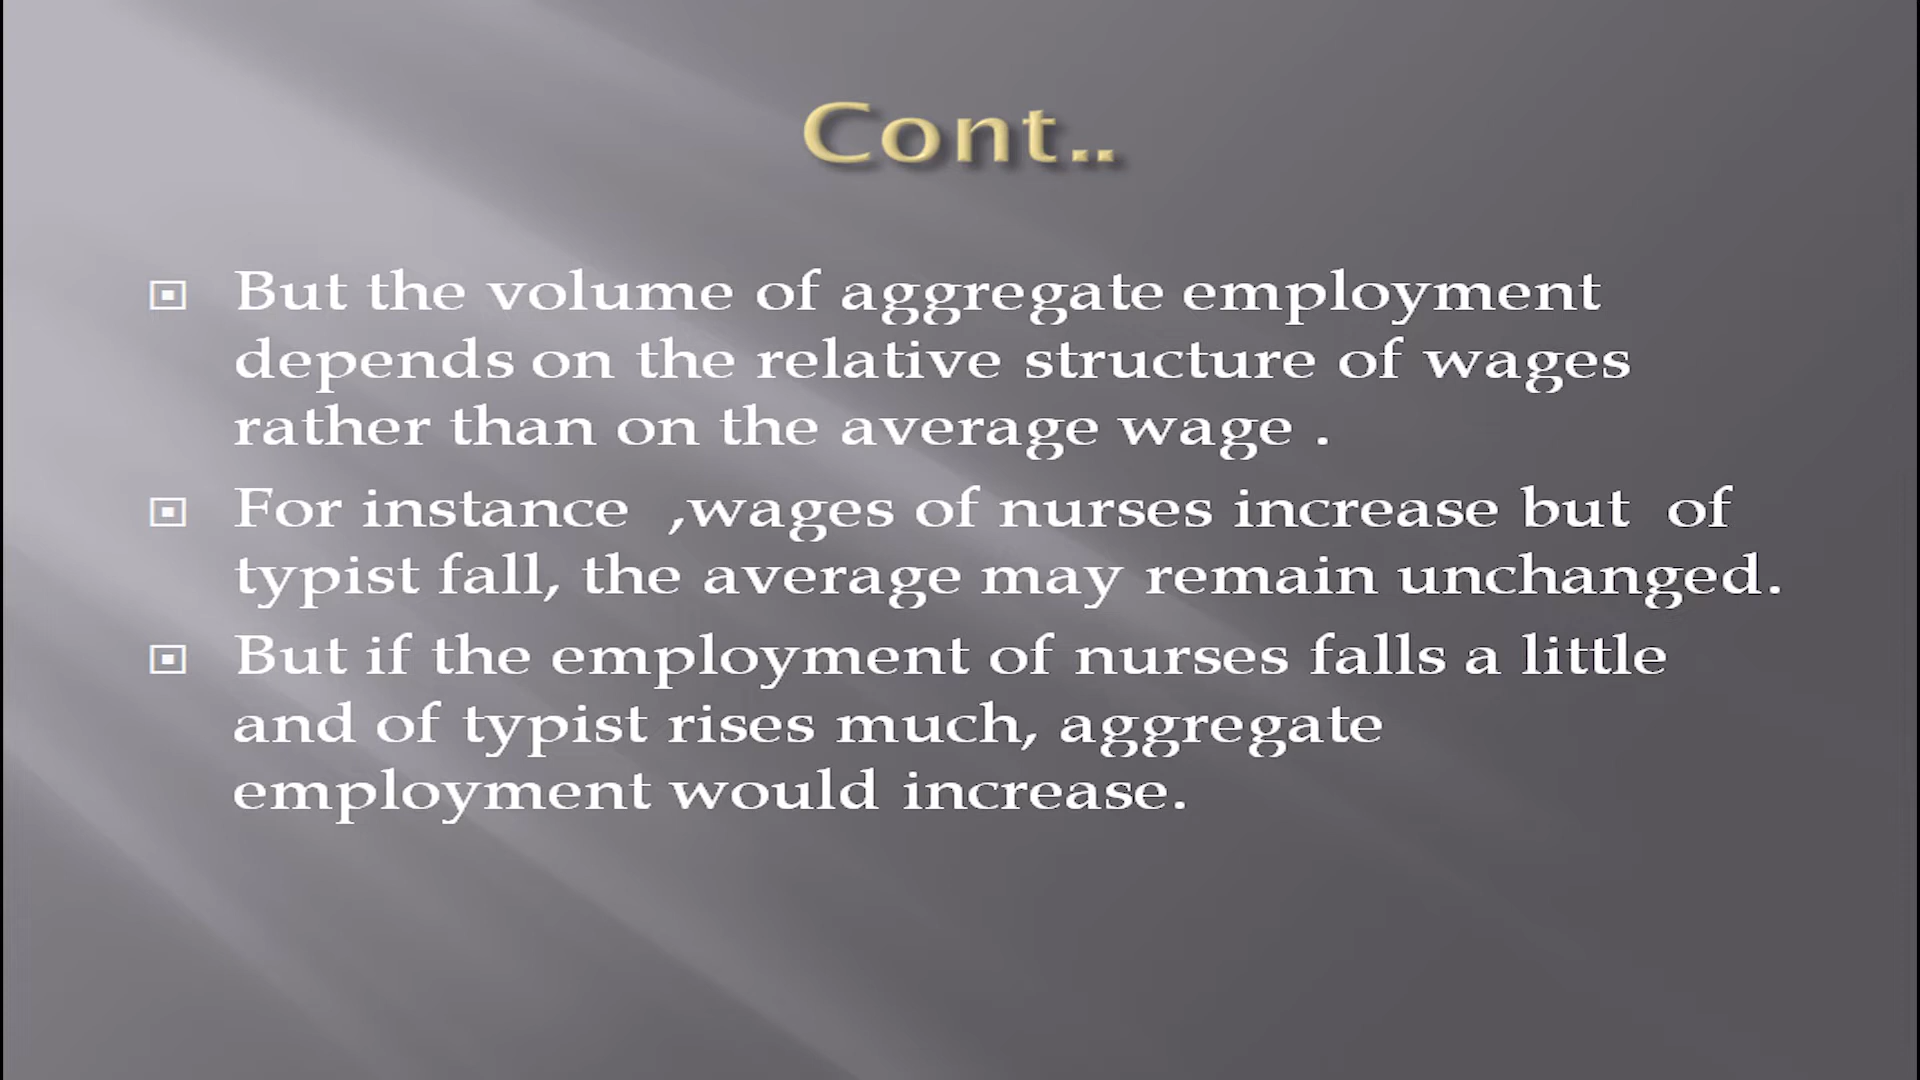 Cont..
But the volume of aggregate employment
depends on the relative structure of wages
rather than on the average wage .
For instance  ,wages of nurses increase but  of
typist fall, the average may remain unchanged.
But if the employment of nurses falls a little
and of typist rises much, aggregate
employment would increase.